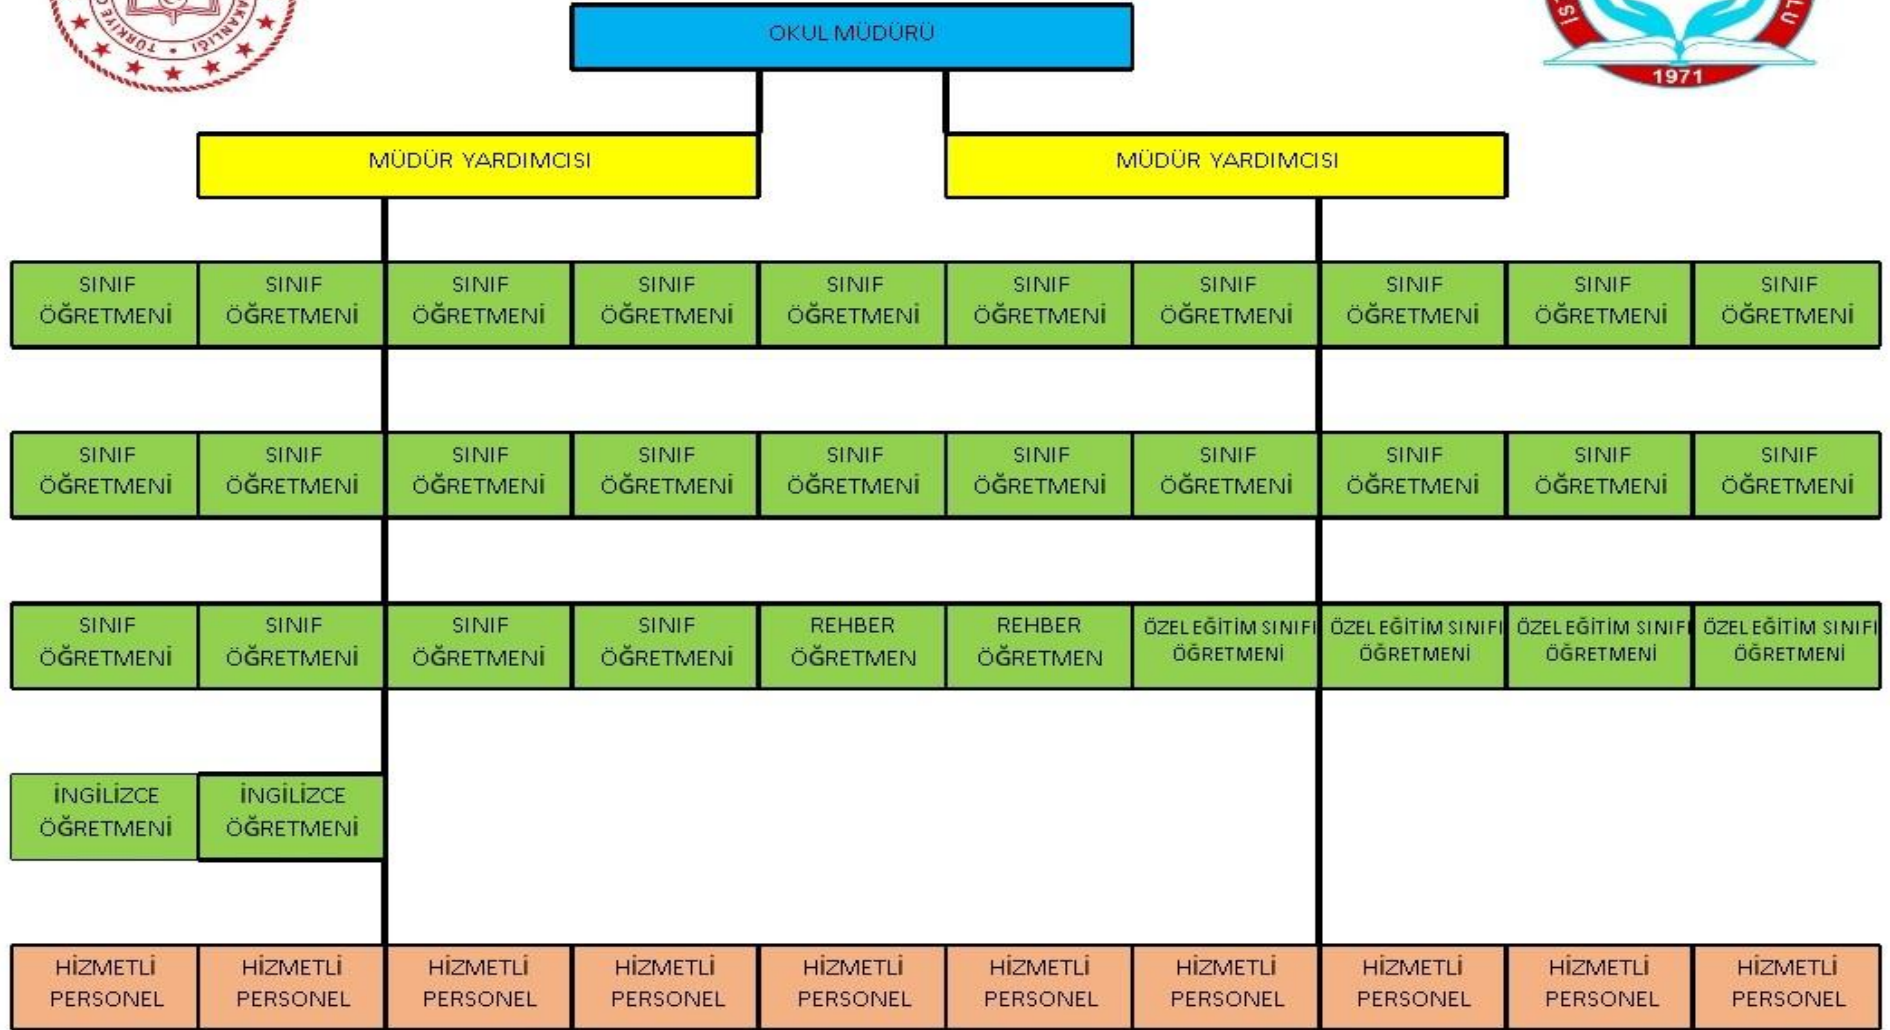 TÜRKİYE
AKANLIĞI
1971
OKUL MÜDÜRÜ
MÜDÜR YARDIMCISI
MÜDÜR YARDIMCISI
SINIF
ÖĞRETMENİ
SINIF
ÖĞRETMENİ
SINIF
ÖĞRETMENİ
SINIF
ÖĞRETMENİ
SINIF
ÖĞRETMENİ
SINIF
ÖĞRETMENİ
SINIF
ÖĞRETMENİ
SINIF
ÖĞRETMENİ
SINIF
ÖĞRETMENİ
SINIF
ÖĞRETMENİ
SINIF
ÖĞRETMENİ
SINIF
ÖĞRETMENİ
SINIF
ÖĞRETMENİ
SINIF
ÖĞRETMENİ
SINIF
ÖĞRETMENİ
SINIF
ÖĞRETMENİ
SINIF
ÖĞRETMENİ
SINIF
ÖĞRETMENİ
SINIF
ÖĞRETMENİ
SINIF
ÖĞRETMENİ
SINIF
ÖĞRETMENİ
SINIF
ÖĞRETMENİ
SINIF
ÖĞRETMENİ
SINIF
ÖĞRETMENİ
REHBER
ÖĞRETMEN
REHBER
ÖĞRETMEN
ÖZEL EĞİTİM SINIFI
ÖĞRETMENİ
ÖZEL EĞİTİM SINIFI
ÖĞRETMENİ
ÖZEL EĞİTİM SINIFI
ÖĞRETMENİ
ÖZEL EĞİTİM SINIFI
ÖĞRETMENİ
İNGİLİZCE
ÖĞRETMENİ
İNGİLİZCE
ÖĞRETMENİ
HİZMETLİ
PERSONEL
HİZMETLİ
PERSONEL
HİZMETLİ
PERSONEL
HİZMETLİ
PERSONEL
HİZMETLİ
PERSONEL
HİZMETLİ
PERSONEL
HİZMETLİ
PERSONEL
HİZMETLİ
PERSONEL
HİZMETLİ
PERSONEL
HİZMETLİ
PERSONEL